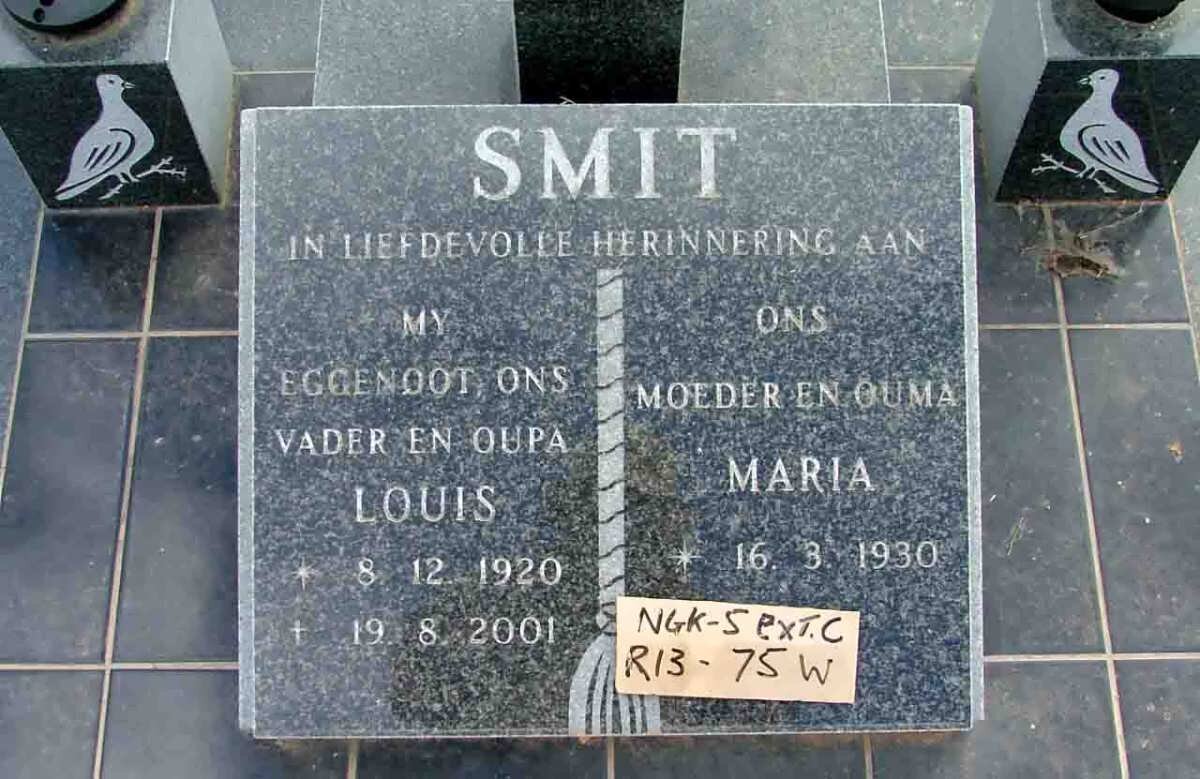 SMIT
IN LIEFDEVOLLE HERINNERING AAN
MY
EGGENOOT, ONS
VADER EN OUPA
LOUIS
* 8. 12. 1920
† 19. 8. 2001
ONS
MOEDER EN OUMA
MARIA
* 16. 3. 1930
NGK-5 EXT.C
R13 - 75 W